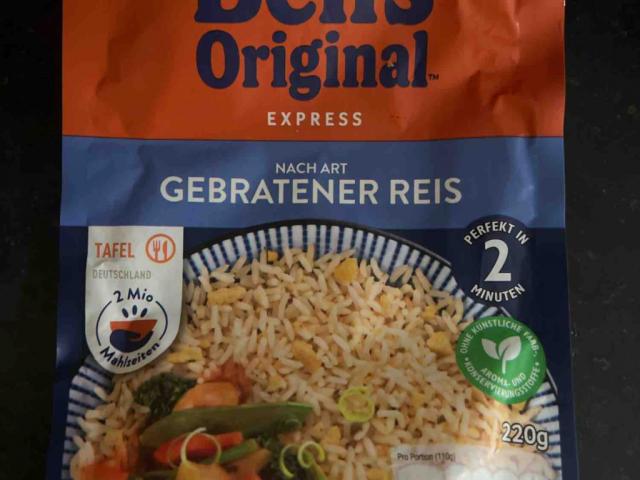 Ben's
Original™
EXPRESS
NACH ART
GEBRATENER REIS
PERFEKT IN
2
MINUTEN
TAFEL
DEUTSCHLAND
2 Mio
Mahlzeiten
OHNE KÜNSTLICHE FARB-,
AROMA- UND
KONSERVIERUNGSSTOFFE
220g
Pro Portion (110g)